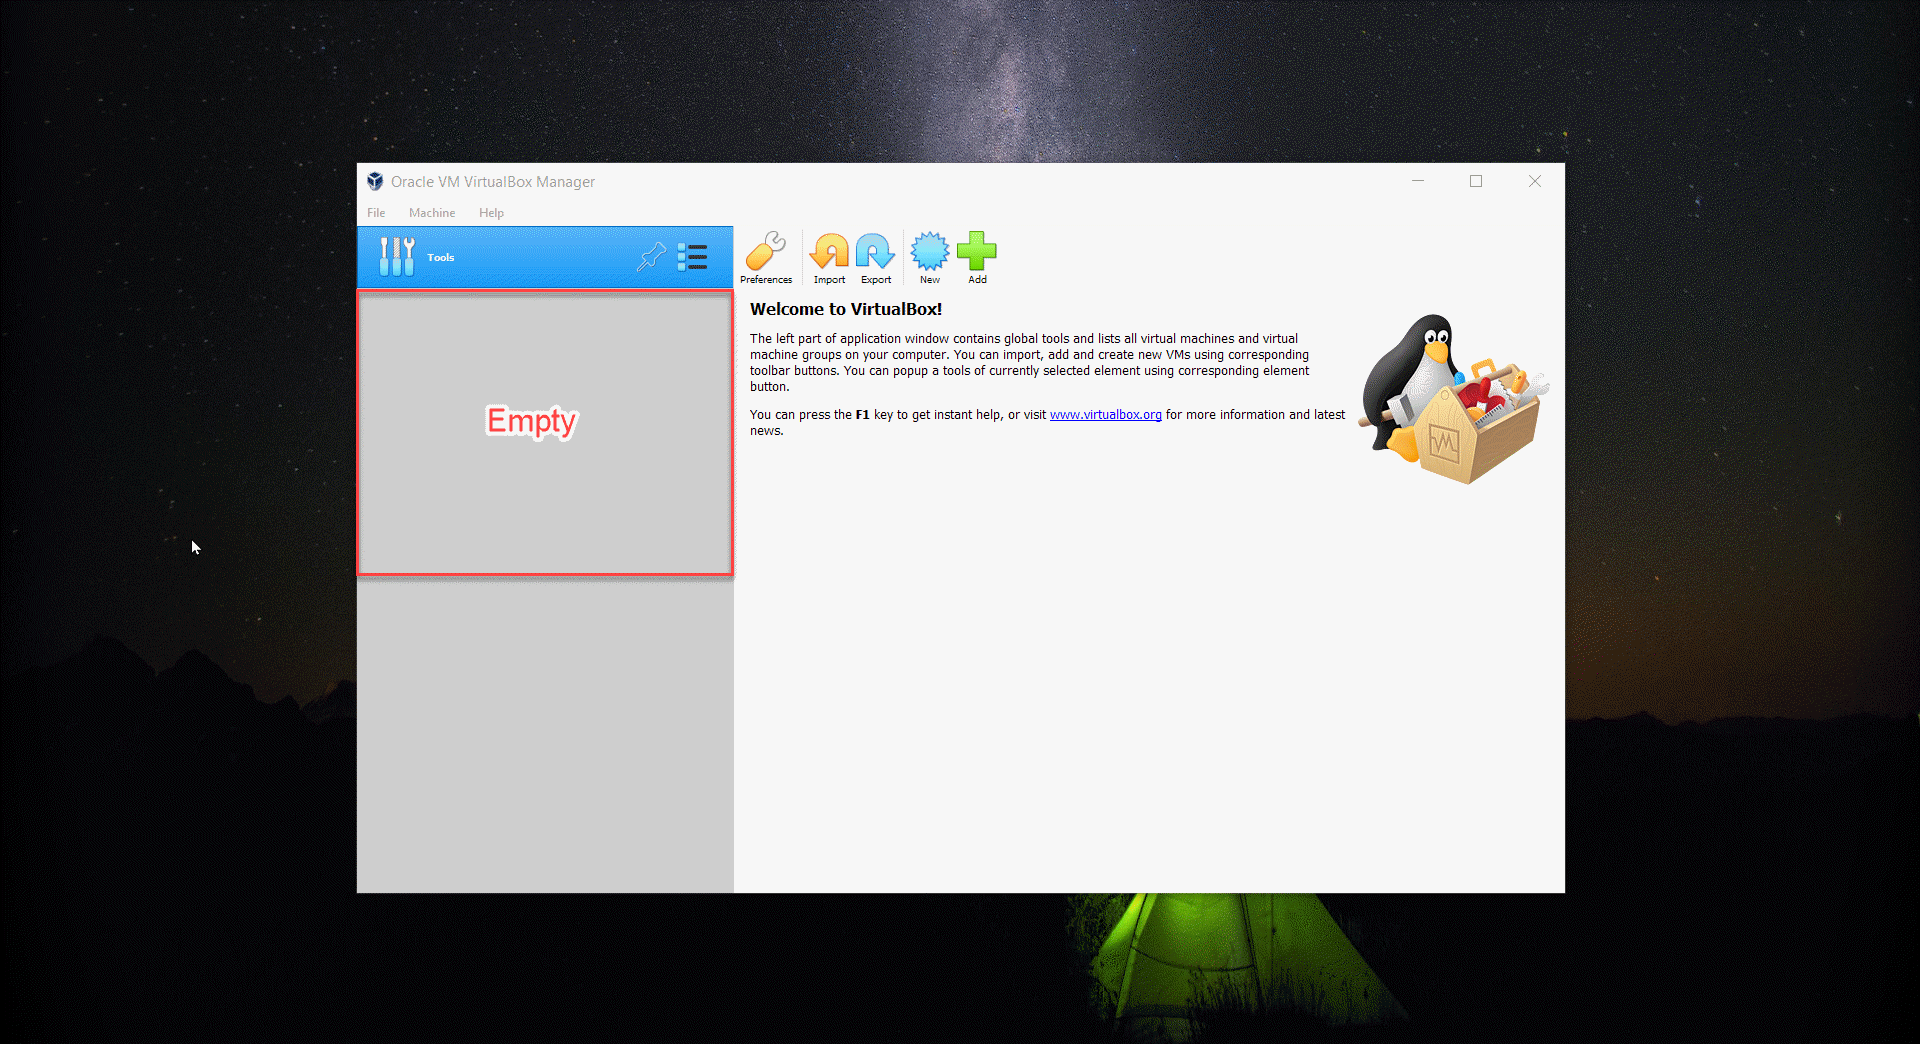 Oracle VM VirtualBox Manager
File Machine Help
Tools
Preferences Import Export New Add
Welcome to VirtualBox!
The left part of application window contains global tools and lists all virtual machines and virtual
machine groups on your computer. You can import, add and create new VMs using corresponding
toolbar buttons. You can popup a tools of currently selected element using corresponding element
button.
You can press the F1 key to get instant help, or visit www.virtualbox.org for more information and latest
news.
Empty